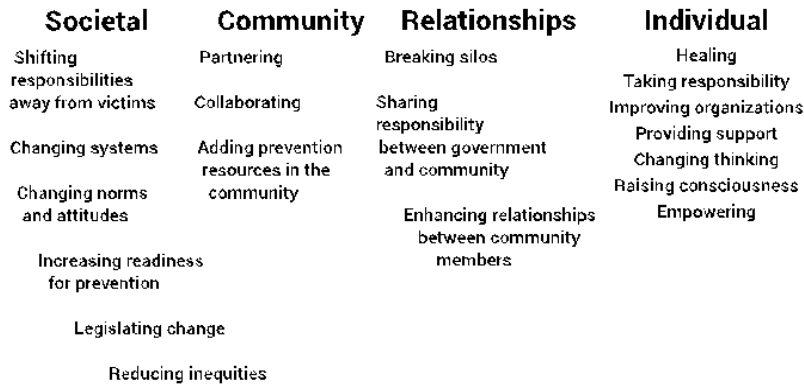 Societal
Shifting
responsibilities
away from victims
Changing systems
Changing norms
and attitudes
Increasing readiness
for prevention
Legislating change
Reducing inequities
Community
Partnering
Collaborating
Adding prevention
resources in the
community
Relationships
Breaking silos
Sharing
responsibility
between government
and community
Enhancing relationships
between community
members
Individual
Healing
Taking responsibility
Improving organizations
Providing support
Changing thinking
Raising consciousness
Empowering